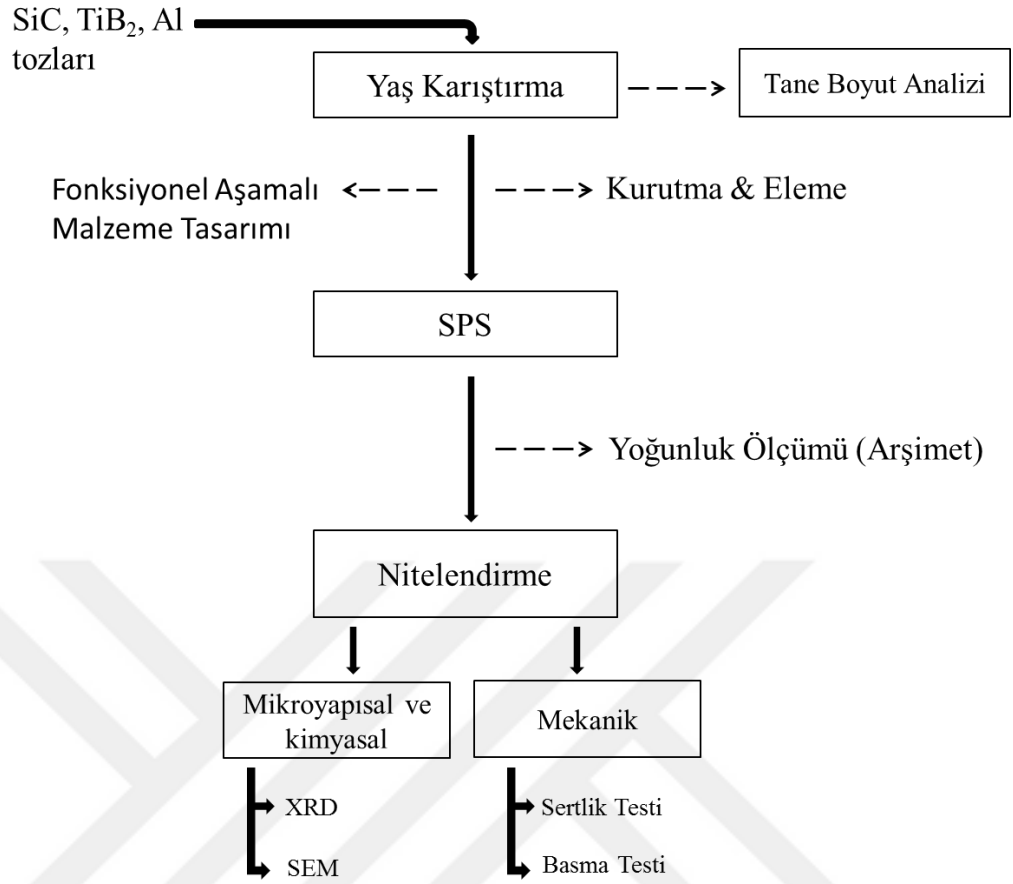 SiC, TiB₂, Al
tozları
Yaş Karıştırma
Tane Boyut Analizi
Fonksiyonel Aşamalı
Malzeme Tasarımı
Kurutma & Eleme
SPS
Yoğunluk Ölçümü (Arşimet)
Nitelendirme
Mikroyapısal ve
kimyasal
Mekanik
XRD
SEM
Sertlik Testi
Basma Testi